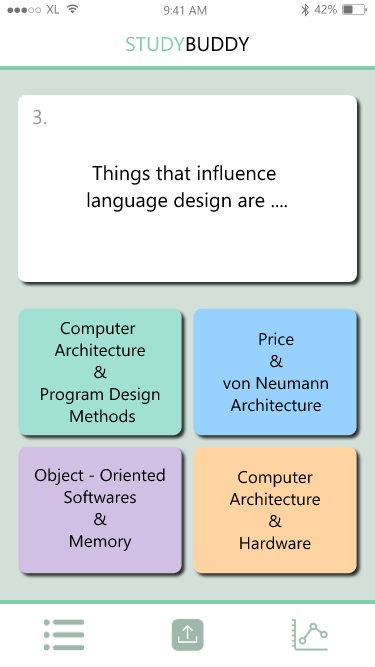 XL 9:41 AM 42%
STUDYBUDDY
3.
Things that influence
language design are ....
Computer
Architecture
&
Program Design
Methods
Price
&
von Neumann
Architecture
Object - Oriented
Softwares
&
Memory
Computer
Architecture
&
Hardware